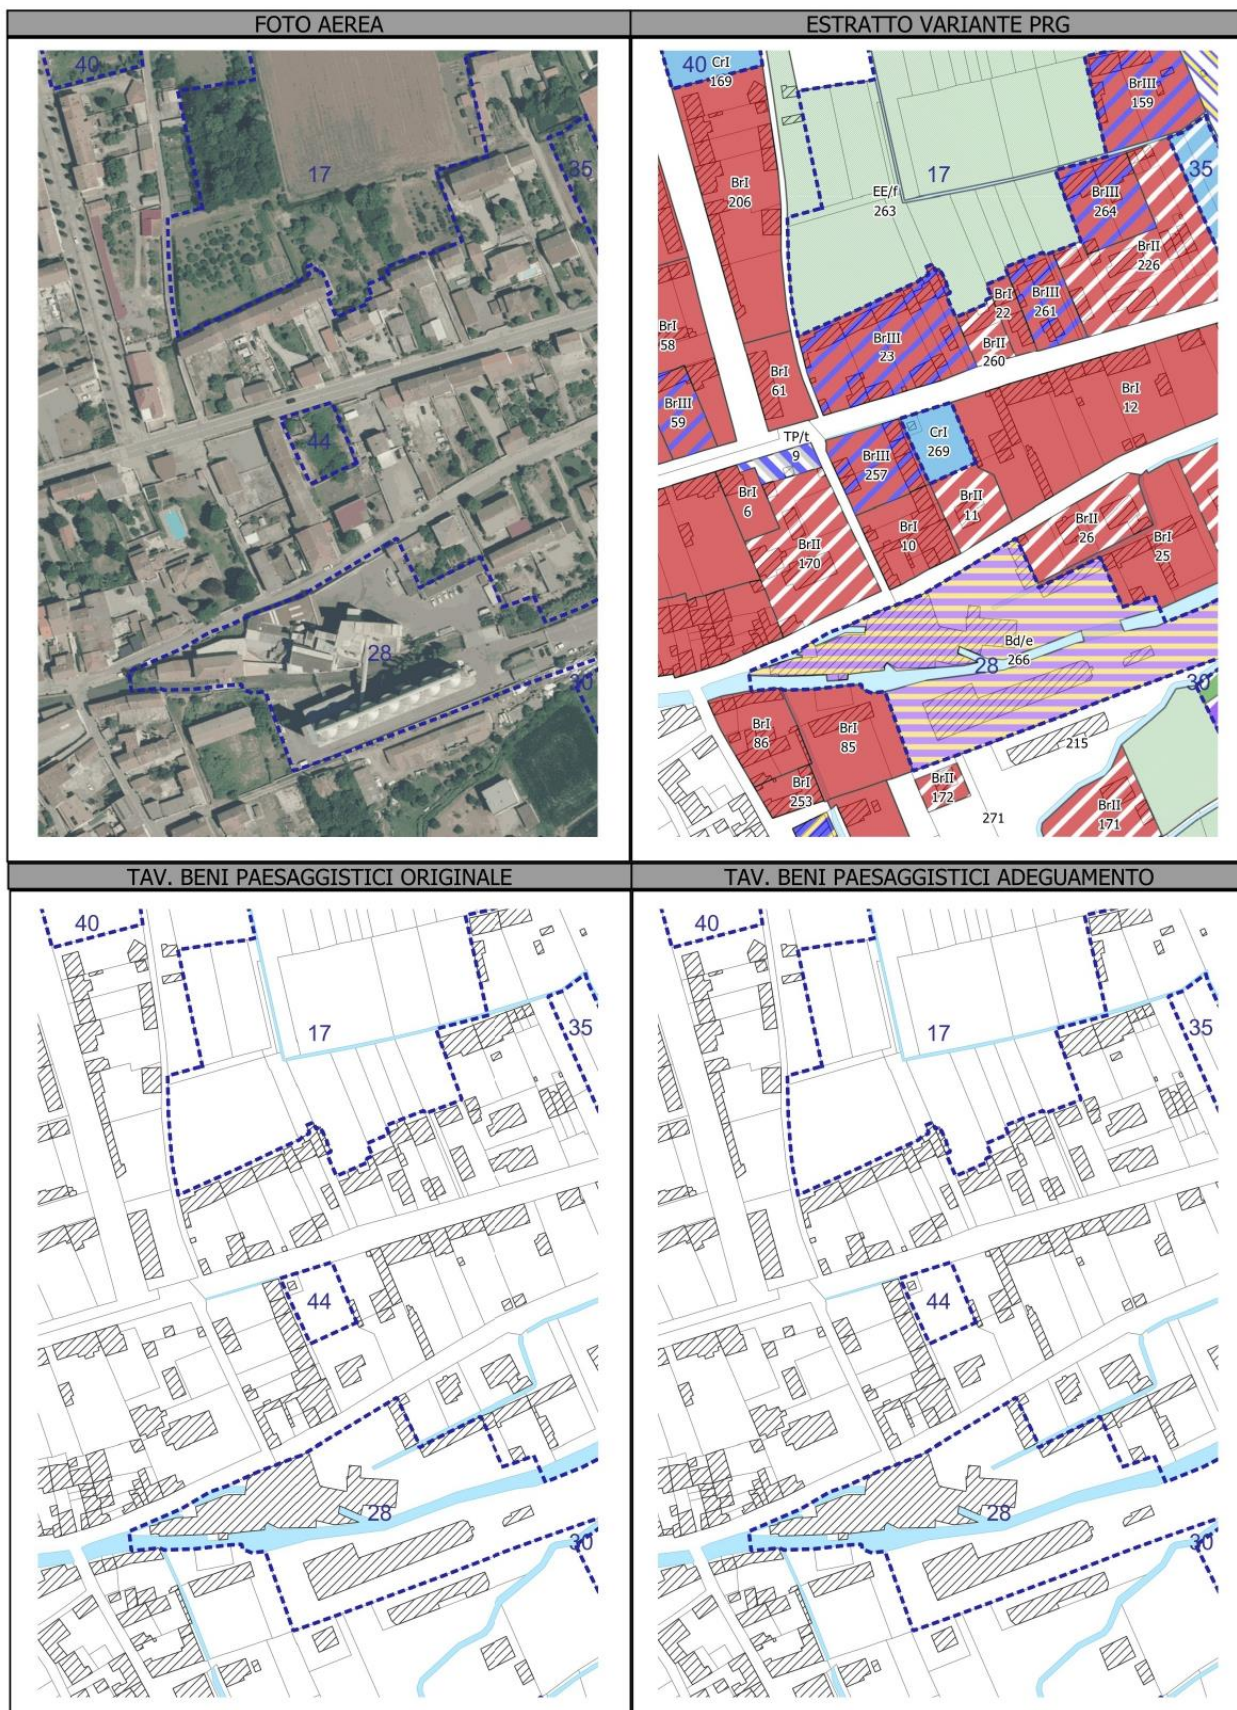 FOTO AEREA
40
17
35
44
28
30
ESTRATTO VARIANTE PRG
40
CrI
169
BrIII
159
17
35
BrI
206
EE/f
263
BrIII
264
BrII
226
BrI
22
BrIII
261
BrI
58
BrIII
23
BrII
260
BrI
61
BrI
12
BrIII
59
TP/t
9
CrI
269
BrIII
257
BrI
6
BrII
11
BrII
26
BrI
10
BrII
170
BrI
25
Bd/e
266
28
30
BrI
86
BrI
85
215
BrI
253
BrII
172
271
BrII
171
TAV. BENI PAESAGGISTICI ORIGINALE
40
17
35
44
28
30
TAV. BENI PAESAGGISTICI ADEGUAMENTO
40
17
35
44
28
30